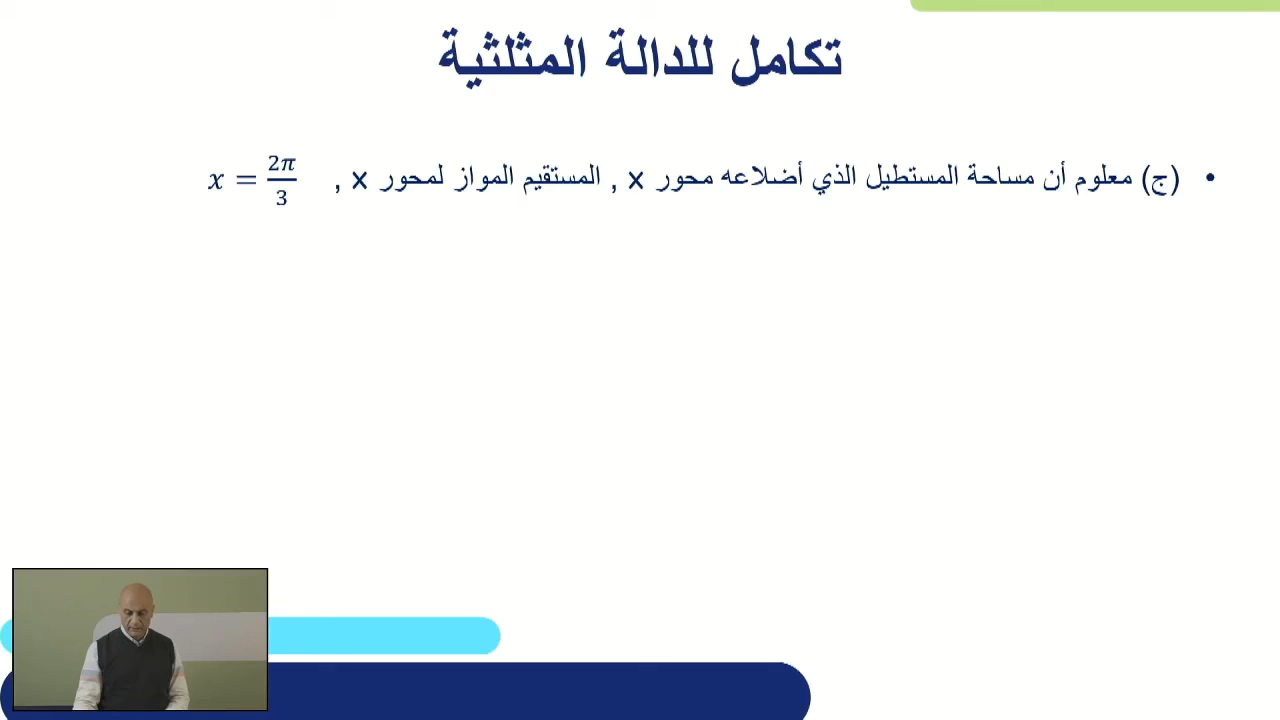 تكامل للدالة المثلثية
• (ج) معلوم أن مساحة المستطيل الذي أضلاعه محور x , المستقيم المواز لمحور x , x = 2π/3